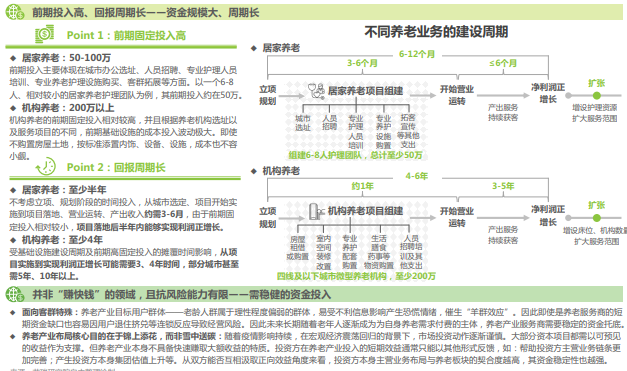 前期投入高、回报周期长——资金规模大、周期长
Point 1：前期固定投入高
居家养老：50-100万
前期投入主要体现在城市办公选址、人员招聘、专业护理人员
培训、专业养老护理设施购买、客群拓展等方面。以一个6-8
人、相对较小的居家养老护理团队为例，其前期投入约在50万。
机构养老：200万以上
机构养老的前期固定投入相对较高，并且根据养老机构选址以
及服务项目的不同，前期基础设施的成本投入波动极大。即使
不购置房屋土地，按标准添置内饰、设备、设施，成本也不容
小觑。
Point 2：回报周期长
居家养老：至少半年
不考虑立项、规划阶段的时间投入，从城市选定、项目开始实
施到项目落地、营业运转、产出收入约需3-6月，由于前期固
定投入相对较小，项目落地后半年内能够实现利润正增长。
机构养老：至少4年
受基础设施建设周期及前期高固定投入的摊覆时间影响，从项
目实施到实现利润正增长可能需要3、4年时间，部分城市甚至
需5年、10年以上。
不同养老业务的建设周期
居家养老
6-12个月
3-6个月
≤6个月
立项
规划
居家养老项目组建
开始营业
运转
净利润正
增长
扩张
城市
选址
人员
招聘
专业
护理
人员
培训
专业
养护
设施
购置
拓客
宣传
等其他
支出
产出服务
持续获客
增设护理资源
扩大服务范围
组建6-8人护理团队，总计至少50万
机构养老
4-6年
约1年
3-5年
立项
规划
机构养老项目组建
开始营业
运转
净利润正
增长
扩张
房屋
租借
或购置
室内
空间
装修
改置
专业
养护
配套
购置
生活
膳食
药事等
物资购置
人员
招聘培
训及其
他支出
产出服务
持续获客
增设床位、机构数量
扩大服务范围
四线及以下城市微型养老机构，至少200万
并非“赚快钱”的领域，且抗风险能力有限——需稳健的资金投入
面向客群特殊：养老产业目标用户群体——老龄人群属于理性程度偏弱的群体，易受不利信息影响产生恐慌情绪，催生“羊群效应”。因此即使是养老服务商的短
期资金缺口也容易因用户退住挤兑等连锁反应导致经营风险。因此未来长期随着老年人逐渐成为为自身养老需求付费的主体，养老产业服务商需要稳定的资金托底。
养老产业布局核心目的在于锦上添花，而非雪中送碳：随着疫情影响持续，在宏观经济震荡回归的背景下，市场投资动作逐渐谨慎。大部分资本项目都需以可预见
的收益作为支撑。但养老产业本身不具备快速赚取大额收益的特质。投资方在养老产业投入的短期效益通常只能以其他形式反馈，如：帮助投资方主营业务链条更
加完善；产生投资方本身集团估值上升等。从双方能否互相汲取正向效益角度来看，投资方本身主营业务布局与养老板块的契合度越高，其资金稳定性也越强。